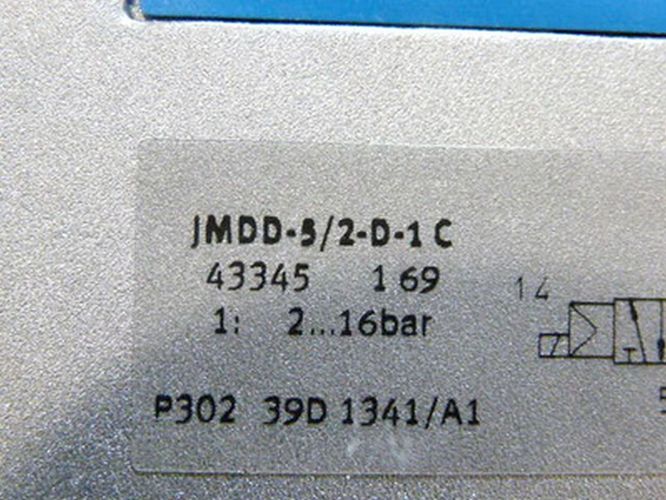 JMDD-5/2-D-1 C
43345 1 69
14
1: 2...16bar
P302 39D 1341/A1